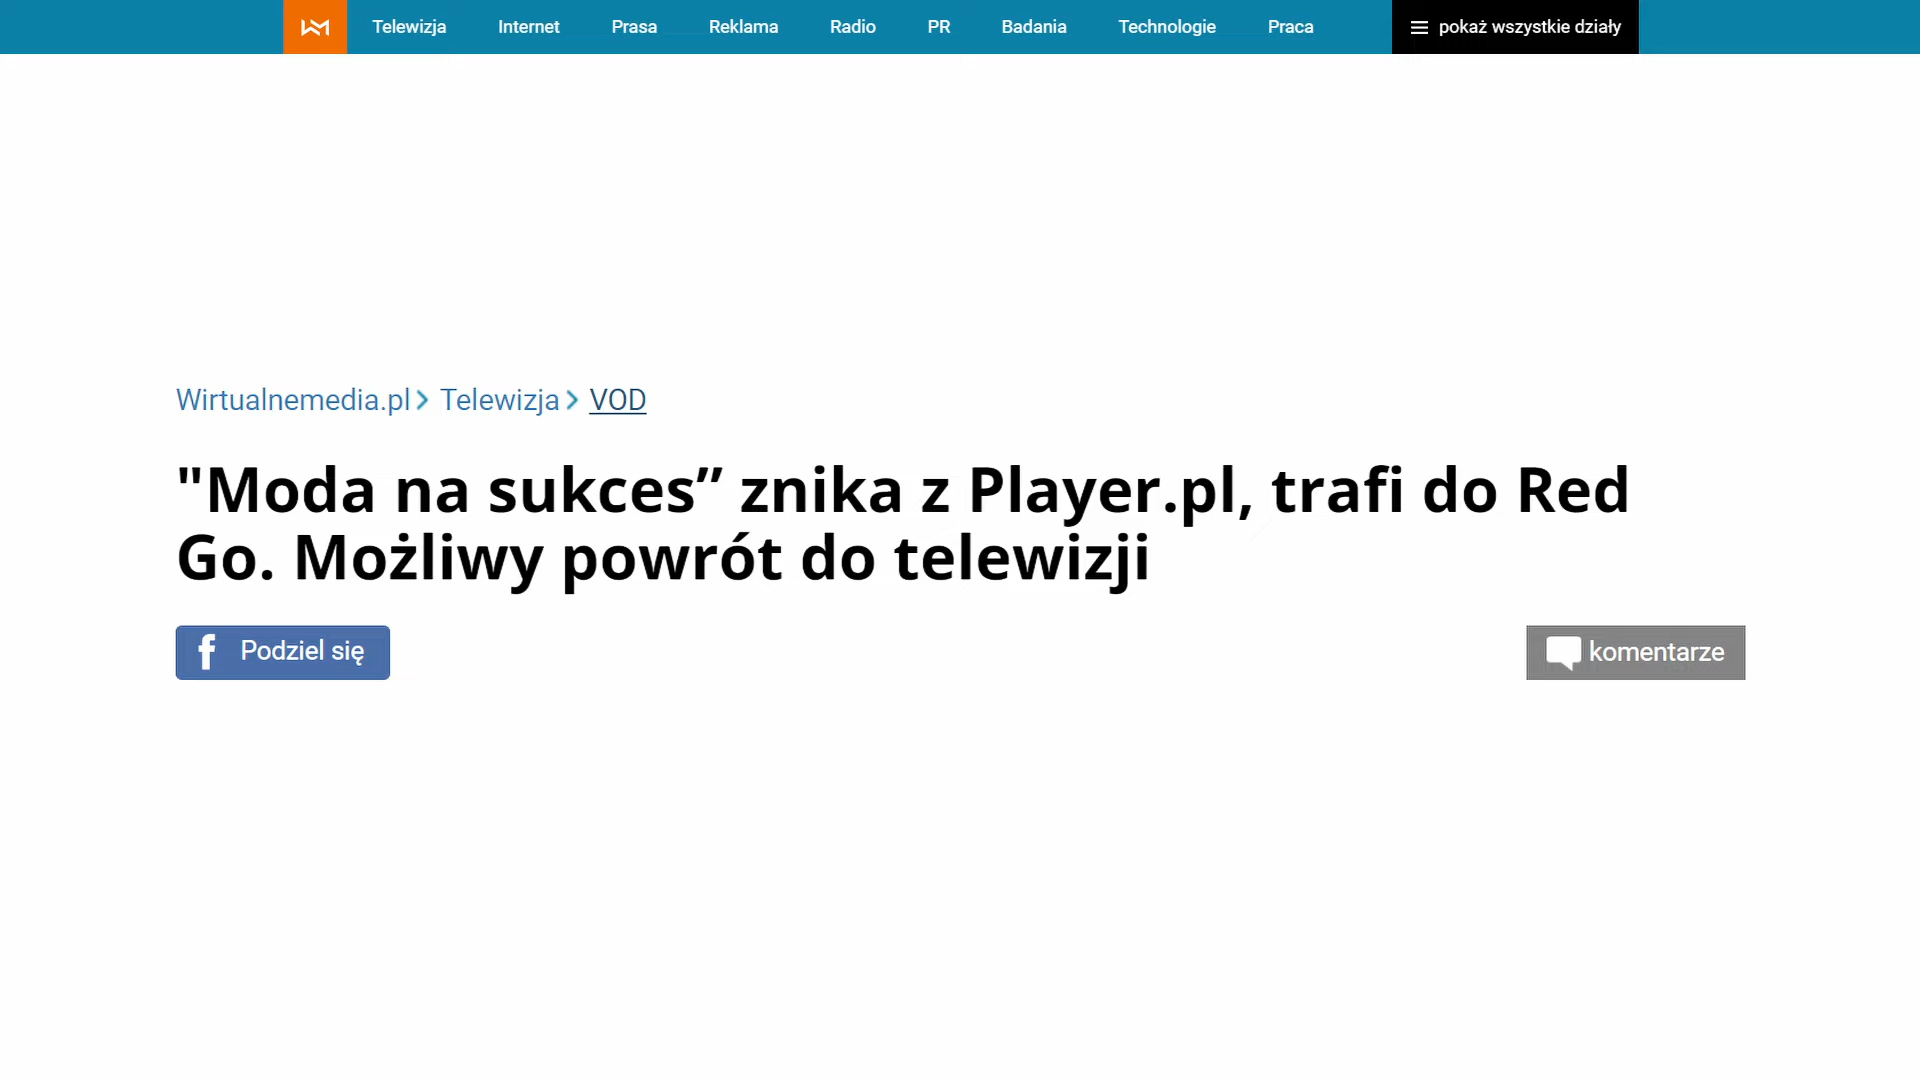 Telewizja Internet Prasa Reklama Radio PR Badania Technologie Praca pokaż wszystkie działy
Wirtualnemedia.pl Telewizja VOD
"Moda na sukces” znika z Player.pl, trafi do Red
Go. Możliwy powrót do telewizji
Podziel się komentarze